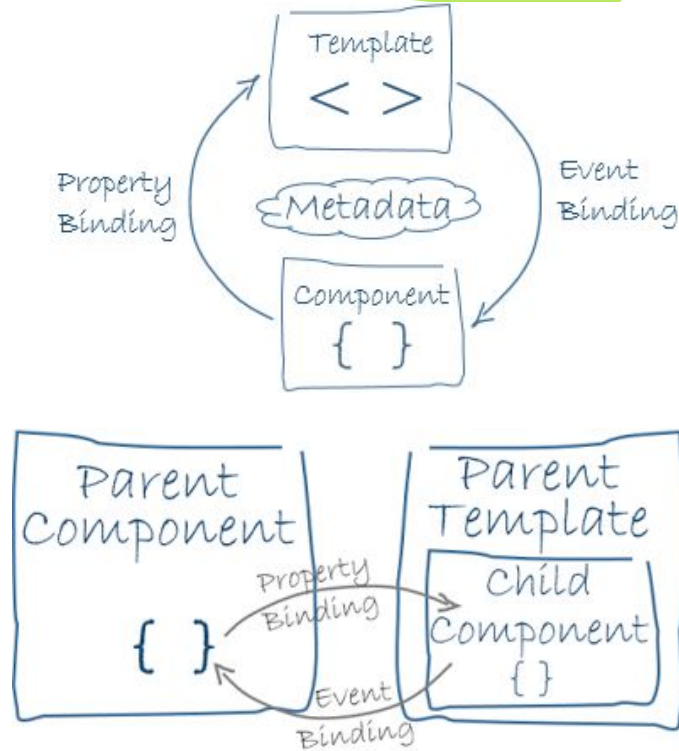 Template
< >
Property
Binding
Metadata
Event
Binding
Component
{ }
Parent
Component
{ }
Property
Binding
Event
Binding
Parent
Template
Child
Component
{ }